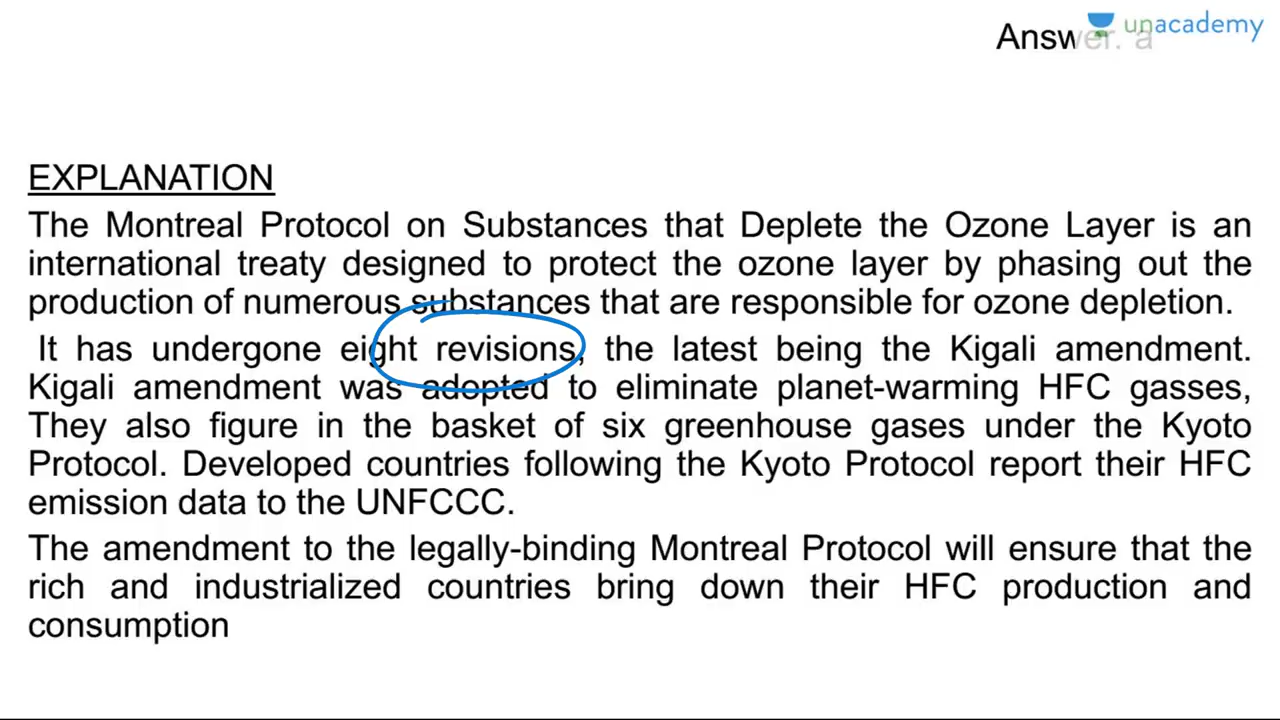 Answer. a
unacademy
EXPLANATION
The Montreal Protocol on Substances that Deplete the Ozone Layer is an
international treaty designed to protect the ozone layer by phasing out the
production of numerous substances that are responsible for ozone depletion.
It has undergone eight revisions, the latest being the Kigali amendment.
Kigali amendment was adopted to eliminate planet-warming HFC gasses,
They also figure in the basket of six greenhouse gases under the Kyoto
Protocol. Developed countries following the Kyoto Protocol report their HFC
emission data to the UNFCCC.
The amendment to the legally-binding Montreal Protocol will ensure that the
rich and industrialized countries bring down their HFC production and
consumption